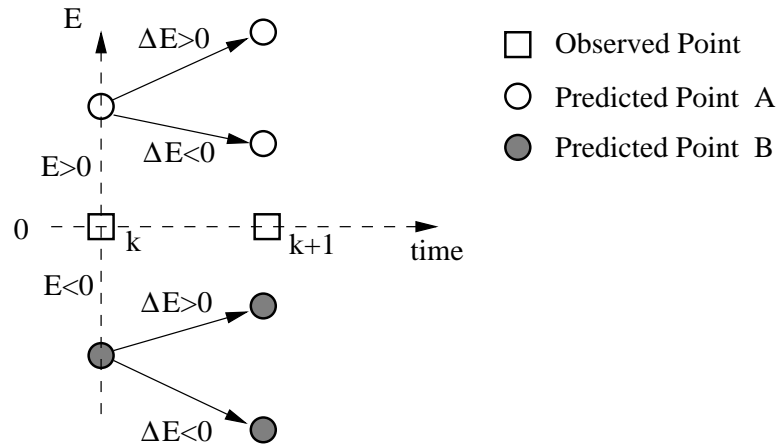 E
ΔE>0
Observed Point
Predicted Point A
ΔE<0
Predicted Point B
E>0
0
k
k+1
time
E<0
ΔE>0
ΔE<0